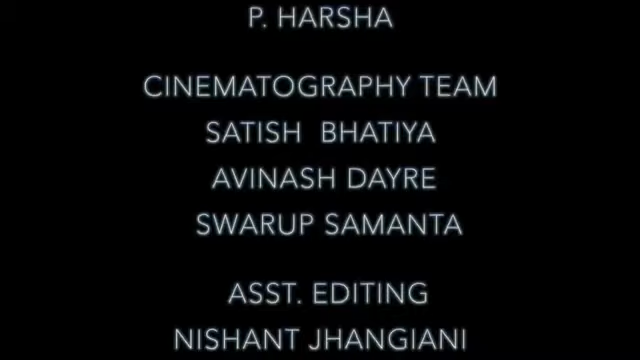 P. HARSHA
CINEMATOGRAPHY TEAM
SATISH BHATIYA
AVINASH DAYRE
SWARUP SAMANTA
ASST. EDITING
NISHANT JHANGIANI